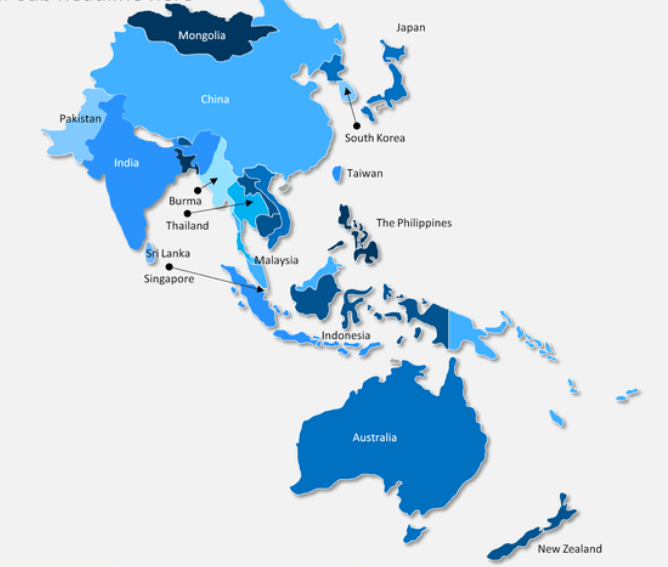 Mongolia
Japan
China
Pakistan
South Korea
India
Taiwan
Burma
Thailand
The Philippines
Sri Lanka
Malaysia
Singapore
Indonesia
Australia
New Zealand